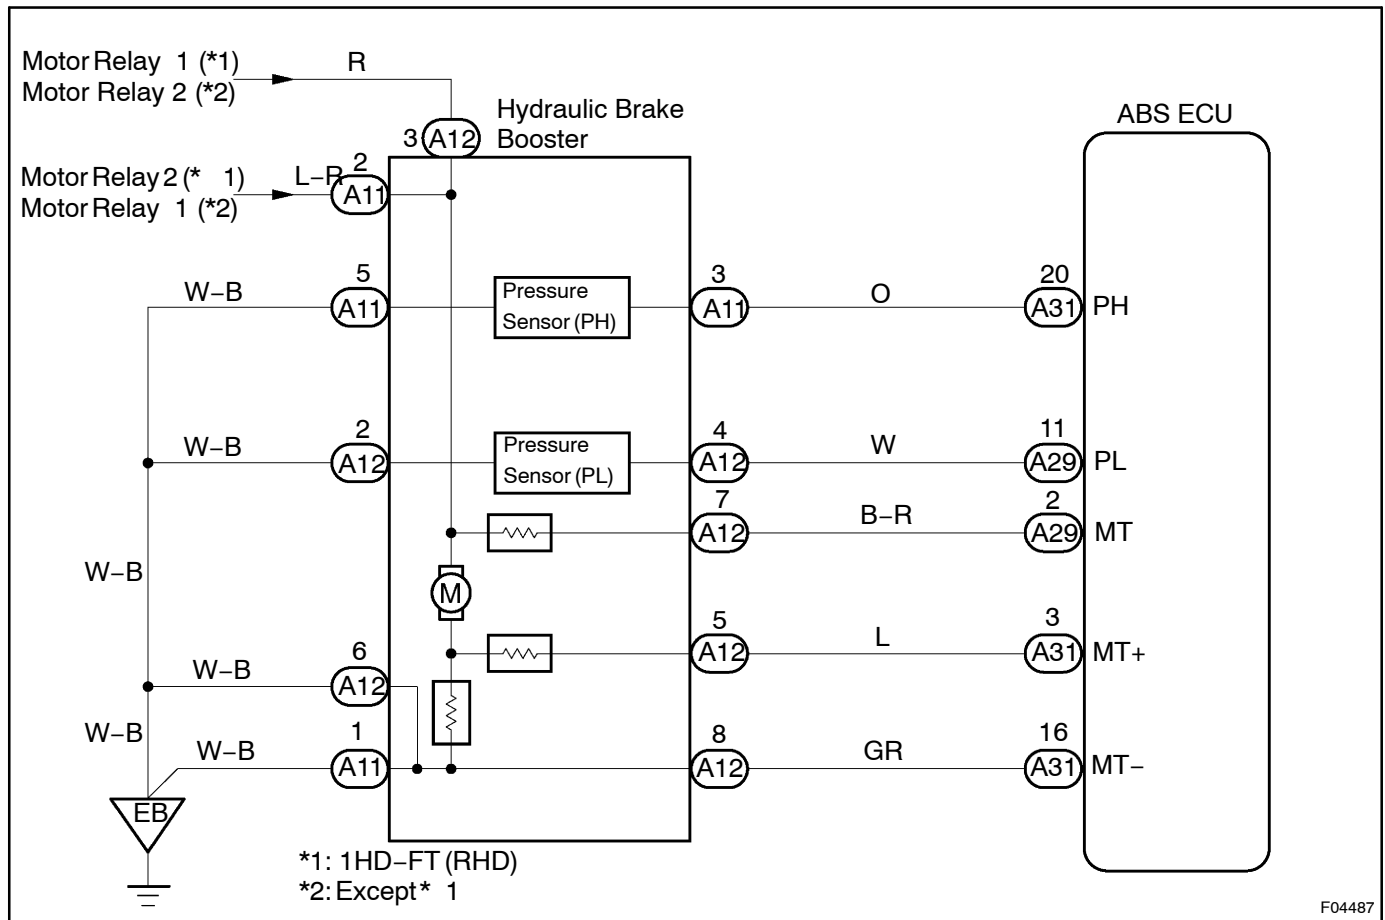 Motor Relay 1 (*1)
Motor Relay 2 (*2)
R
3
A12
Hydraulic Brake
Booster
ABS ECU
Motor Relay 2 (* 1)
Motor Relay 1 (*2)
L–R
2
A11
W–B
5
A11
Pressure
Sensor (PH)
3
A11
O
20
A31
PH
W–B
2
A12
Pressure
Sensor (PL)
4
A12
W
11
A29
PL
7
A12
B–R
2
A29
MT
W–B
M
5
A12
L
3
A31
MT+
W–B
6
A12
W–B
W–B
1
A11
8
A12
GR
16
A31
MT–
EB
*1: 1HD–FT (RHD)
*2: Except* 1
F04487